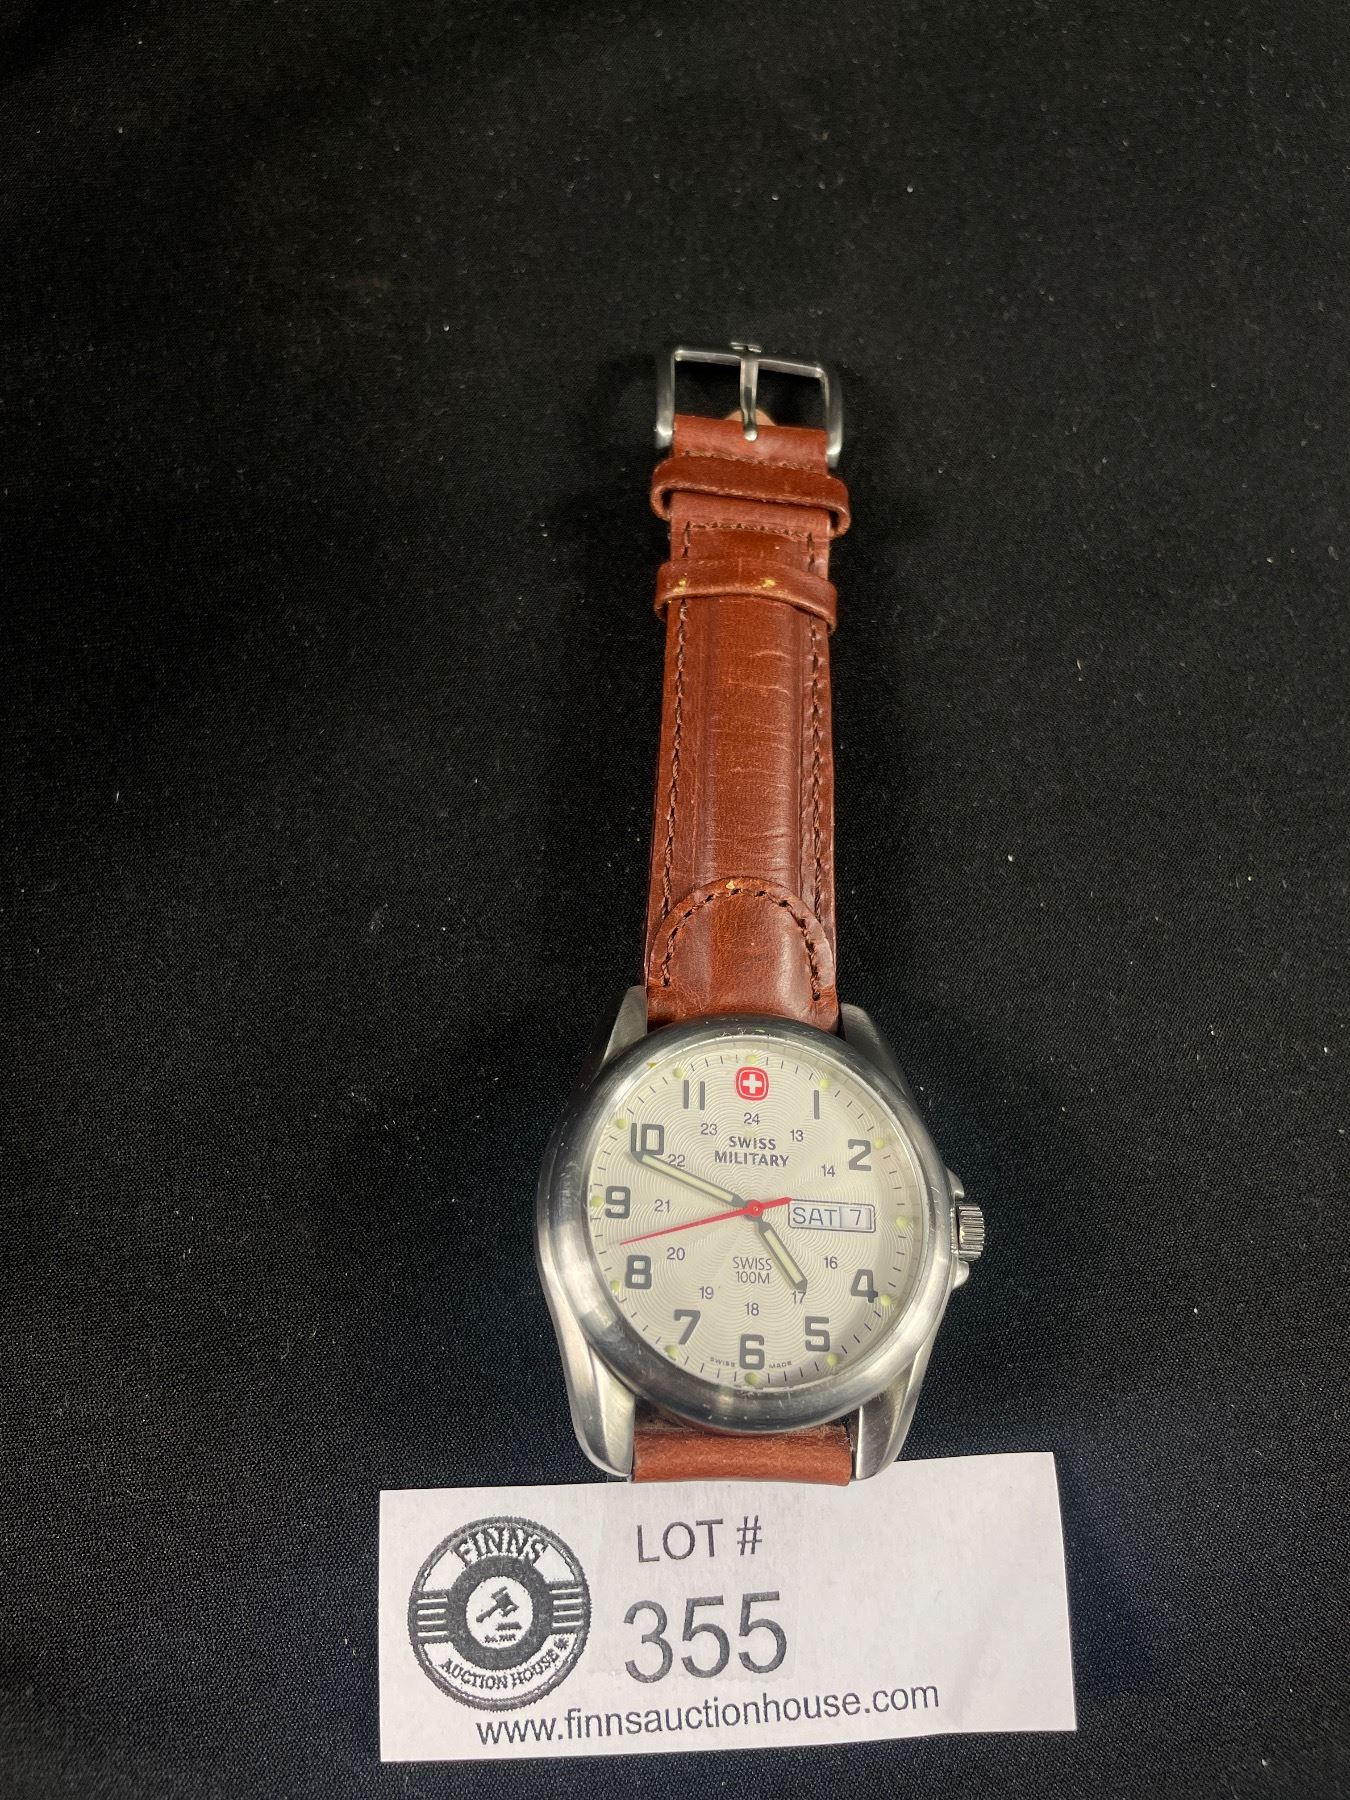 11
1
24
23
13
10
SWISS
2
22
MILITARY
14
9
21
SAT 7
20
SWISS
16
8
100M
4
19
17
18
7
5
6
SWISS MADE
FINNS
AUCTION HOUSE
LOT #
355
www.finnsauctionhouse.com